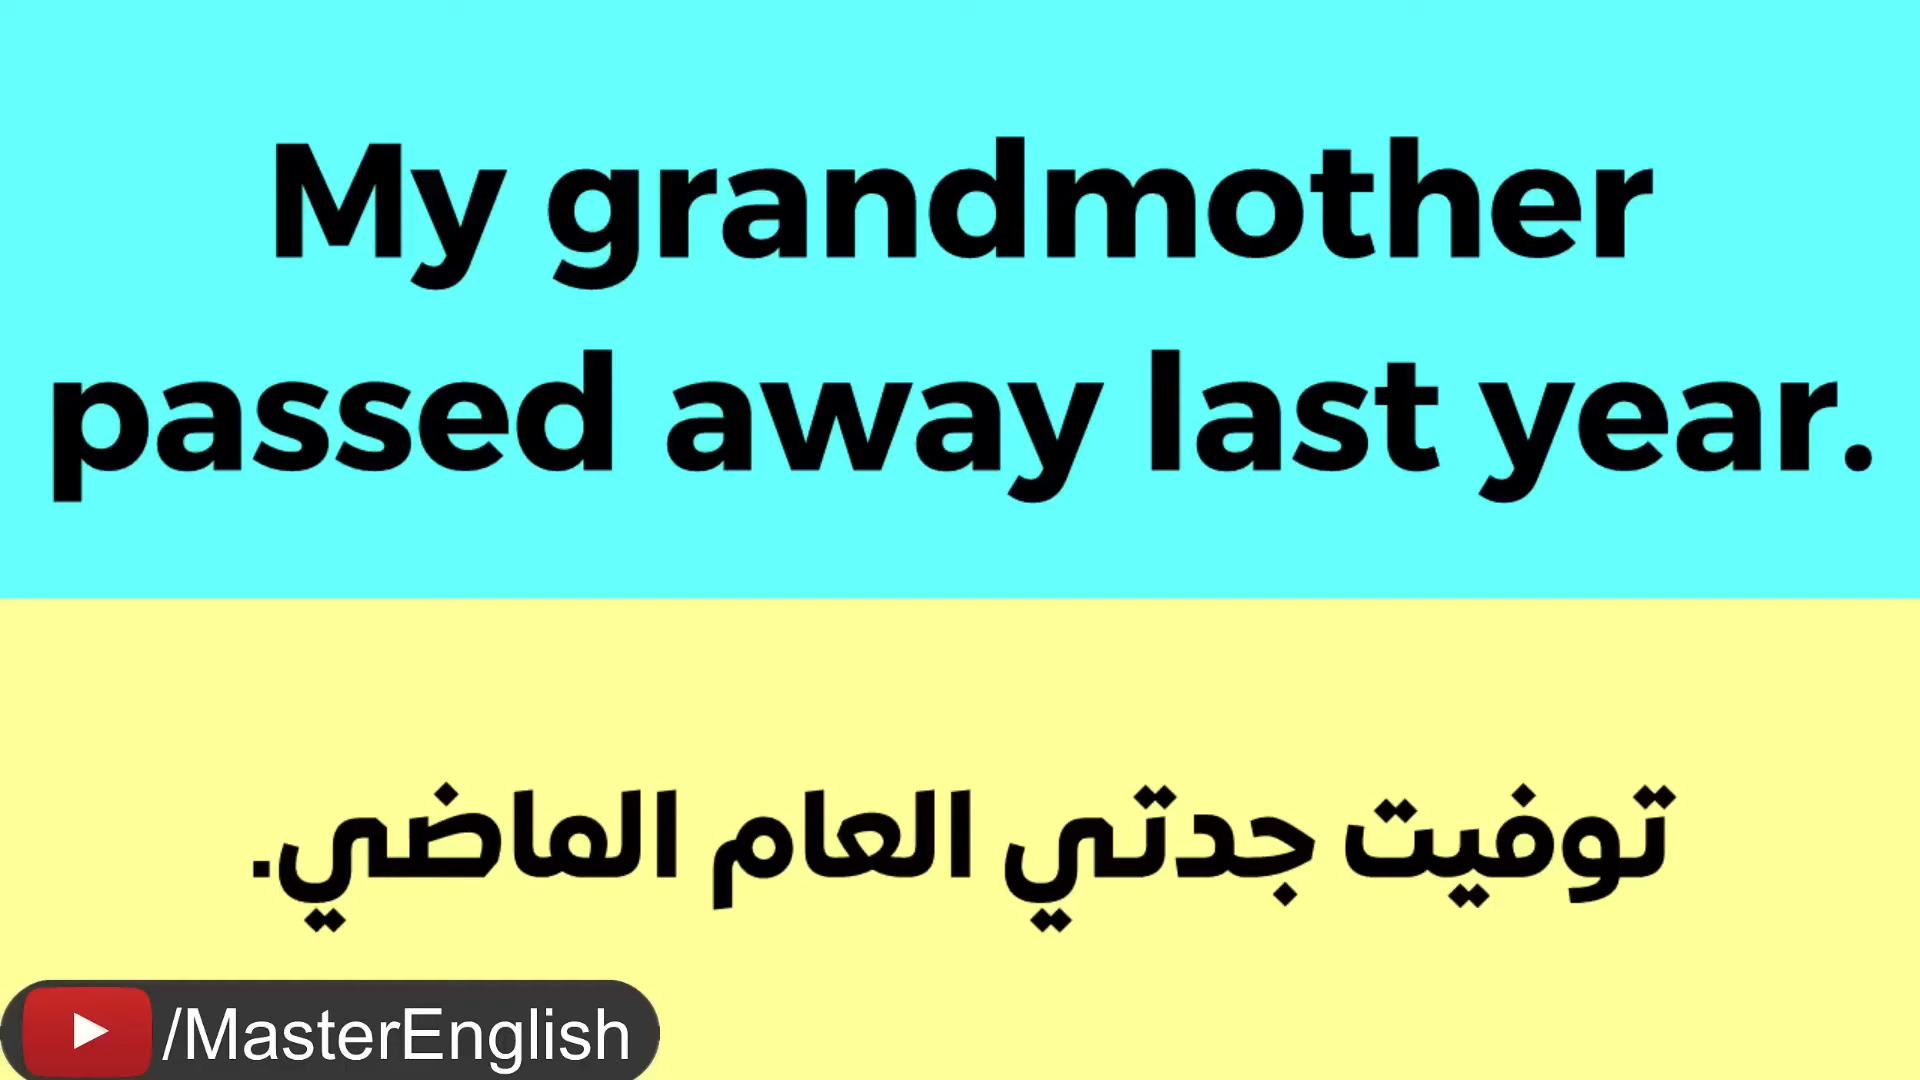 My grandmother
passed away last year.
توفيت جدتي العام الماضي.
/MasterEnglish